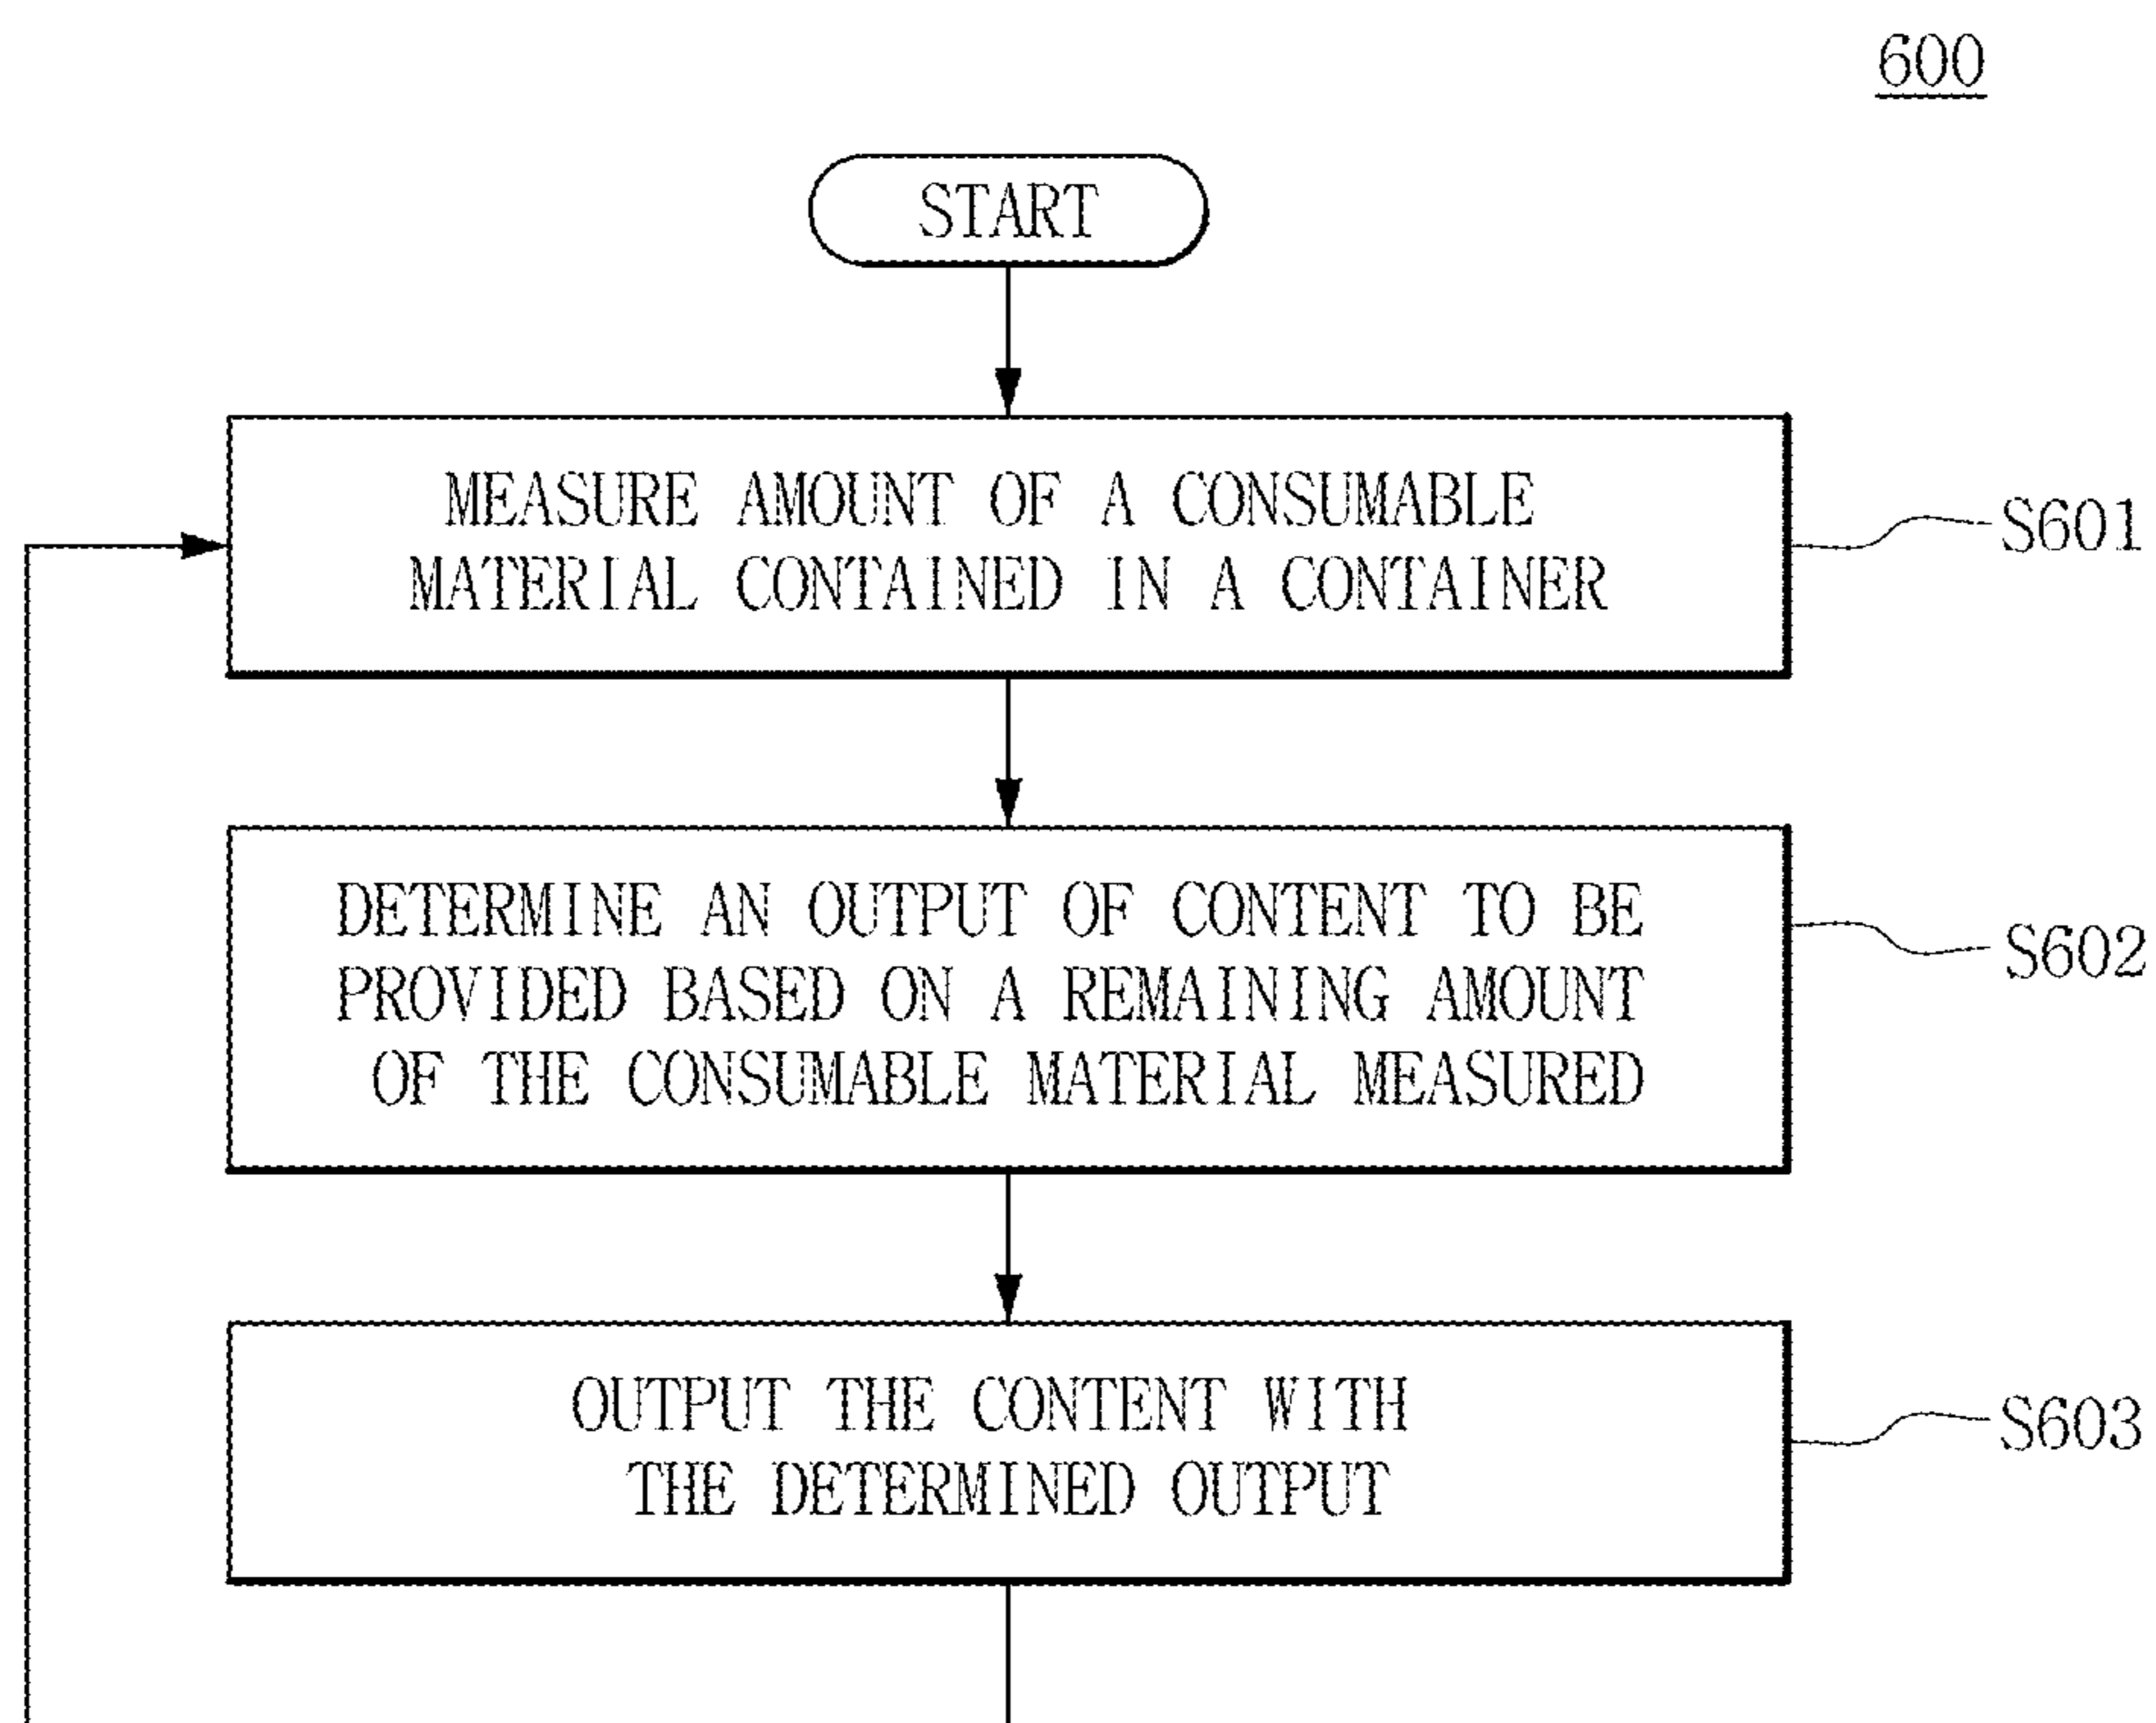 600
START
MEASURE AMOUNT OF A CONSUMABLE
MATERIAL CONTAINED IN A CONTAINER
S601
DETERMINE AN OUTPUT OF CONTENT TO BE
PROVIDED BASED ON A REMAINING AMOUNT
OF THE CONSUMABLE MATERIAL MEASURED
S602
OUTPUT THE CONTENT WITH
THE DETERMINED OUTPUT
S603